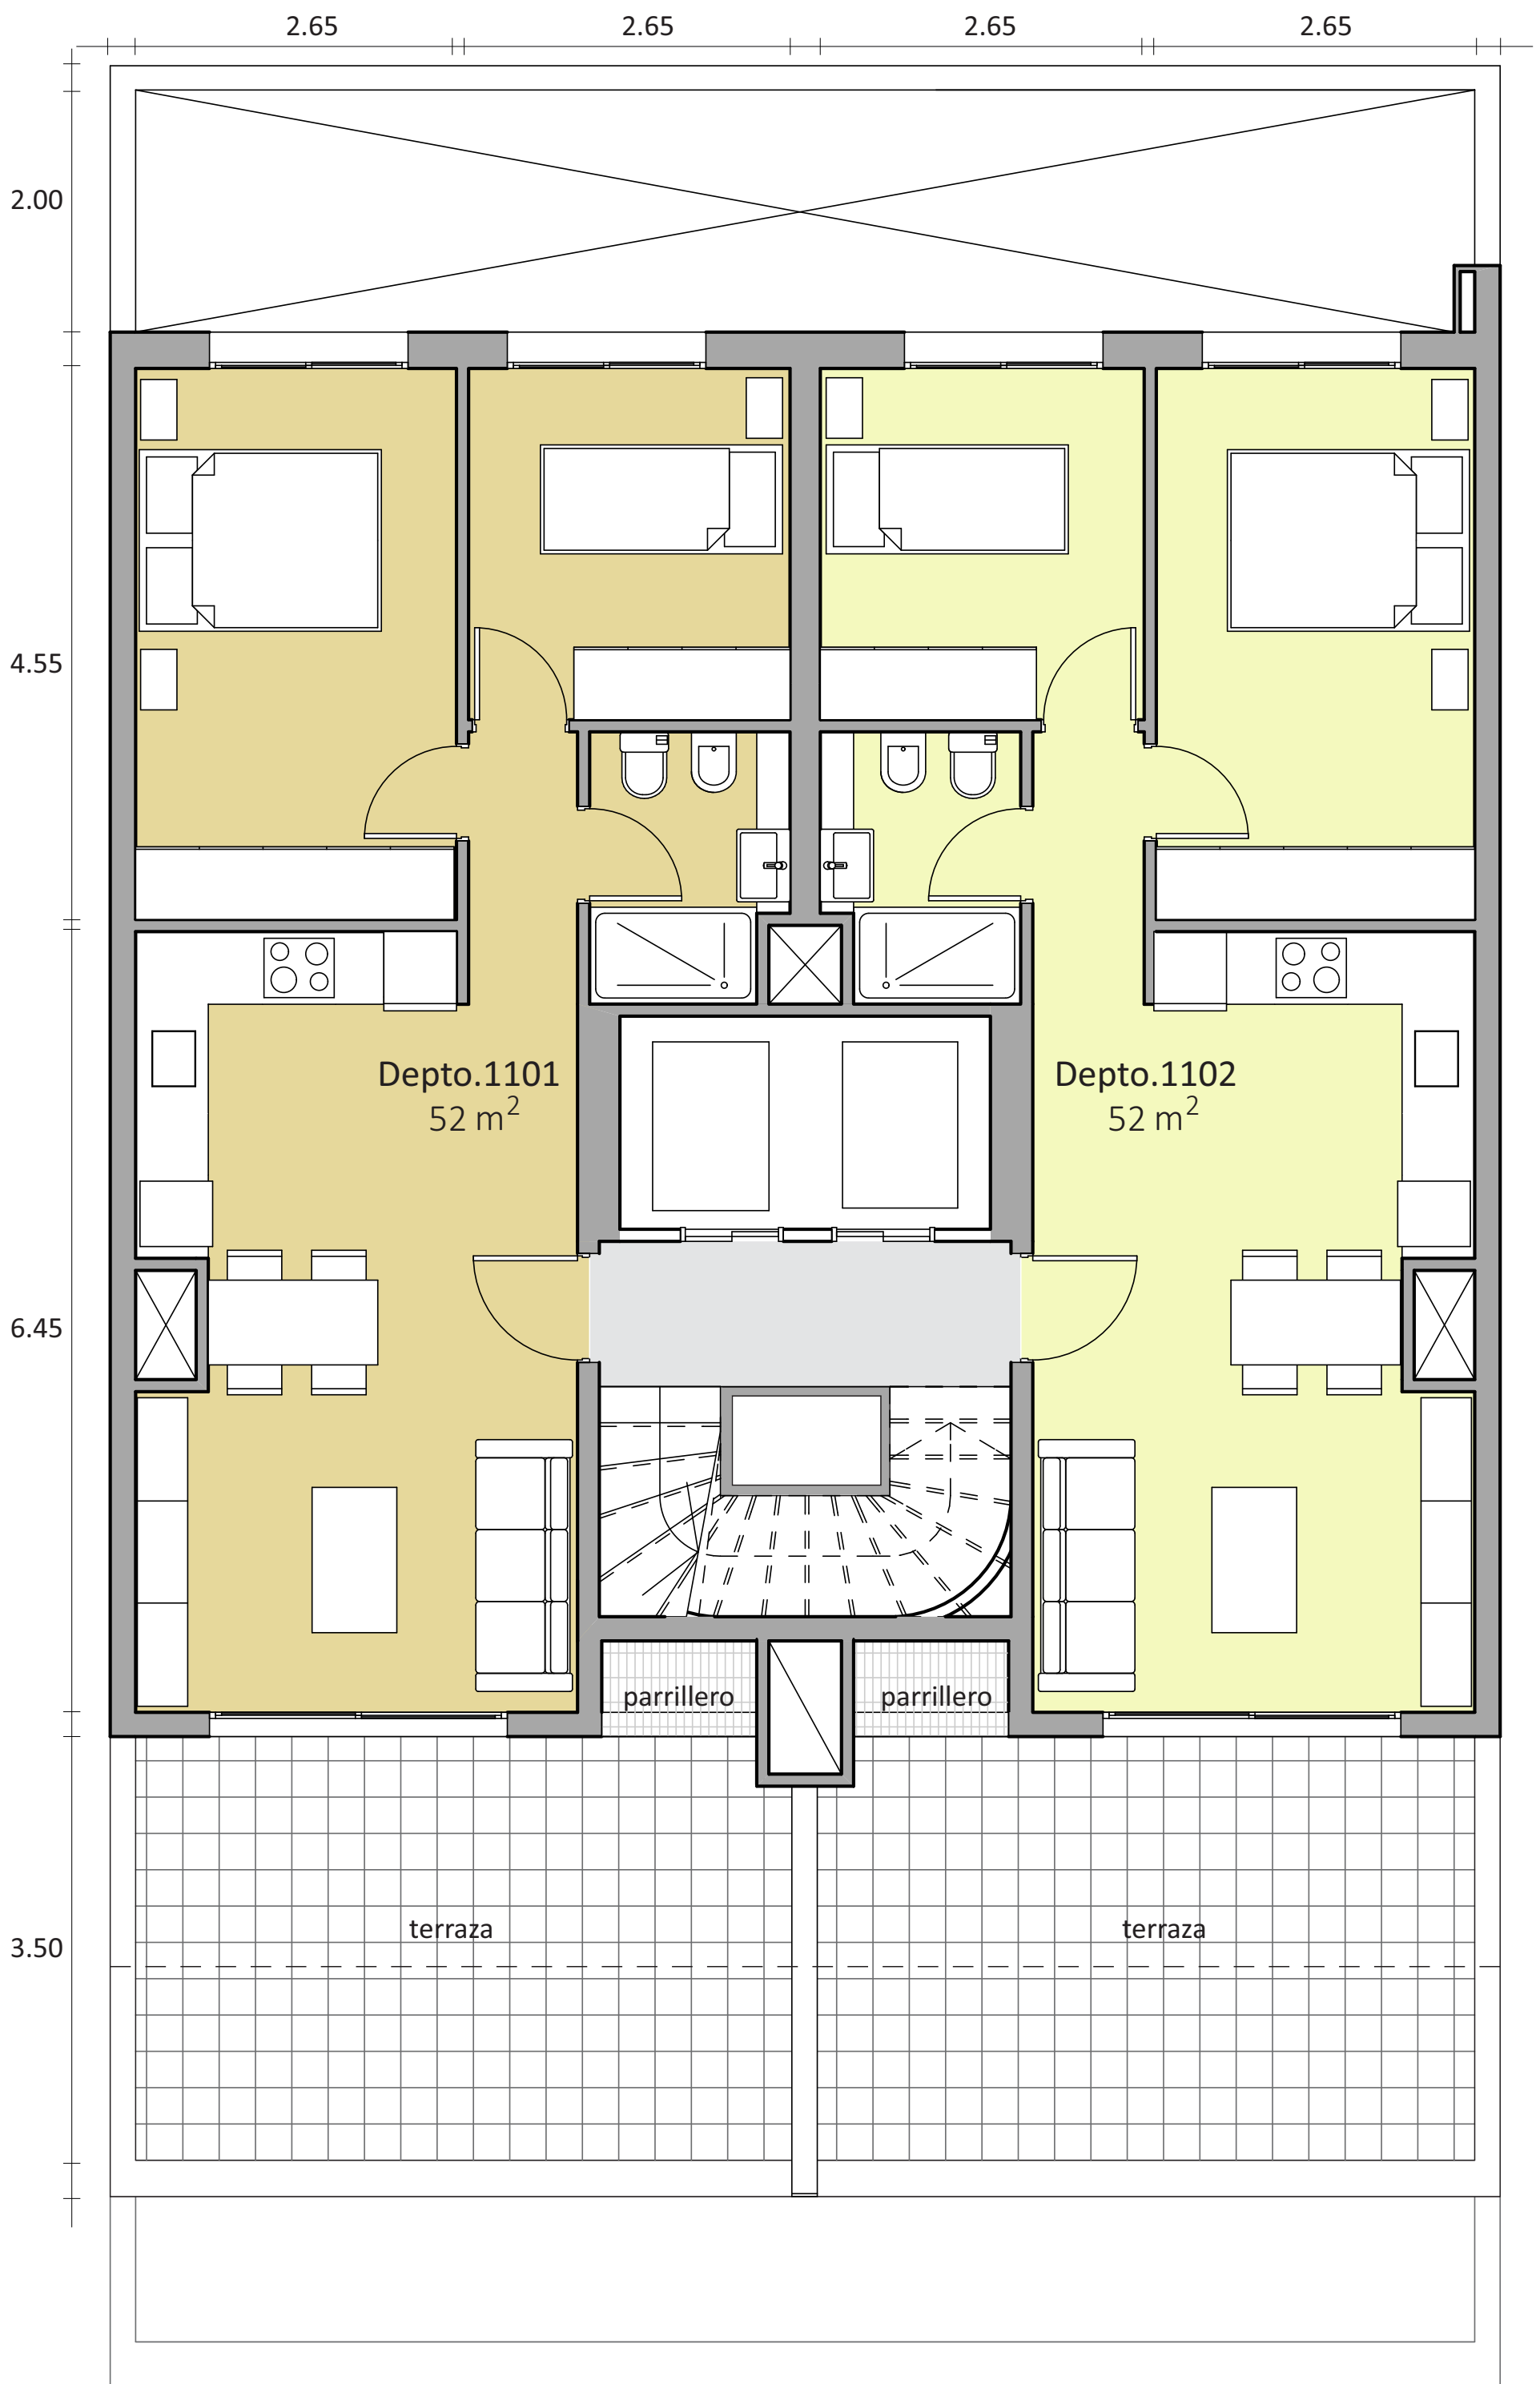 2.65 2.65 2.65 2.65
2.00
4.55
Depto.1101
52 m²
Depto.1102
52 m²
6.45
parrillero
parrillero
terraza
terraza
3.50